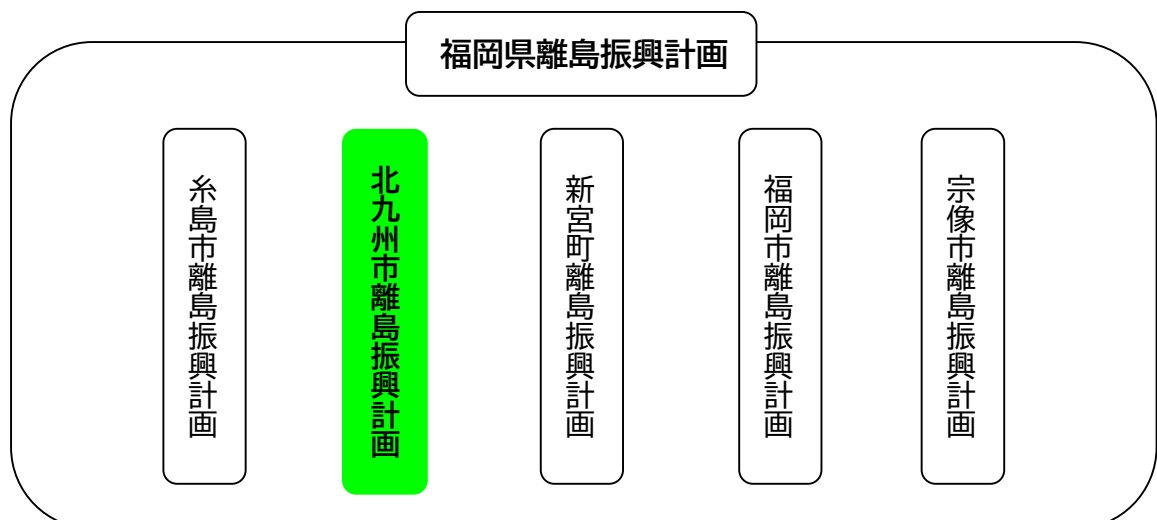 福岡県離島振興計画
糸島市離島振興計画
北九州市離島振興計画
新宮町離島振興計画
福岡市離島振興計画
宗像市離島振興計画